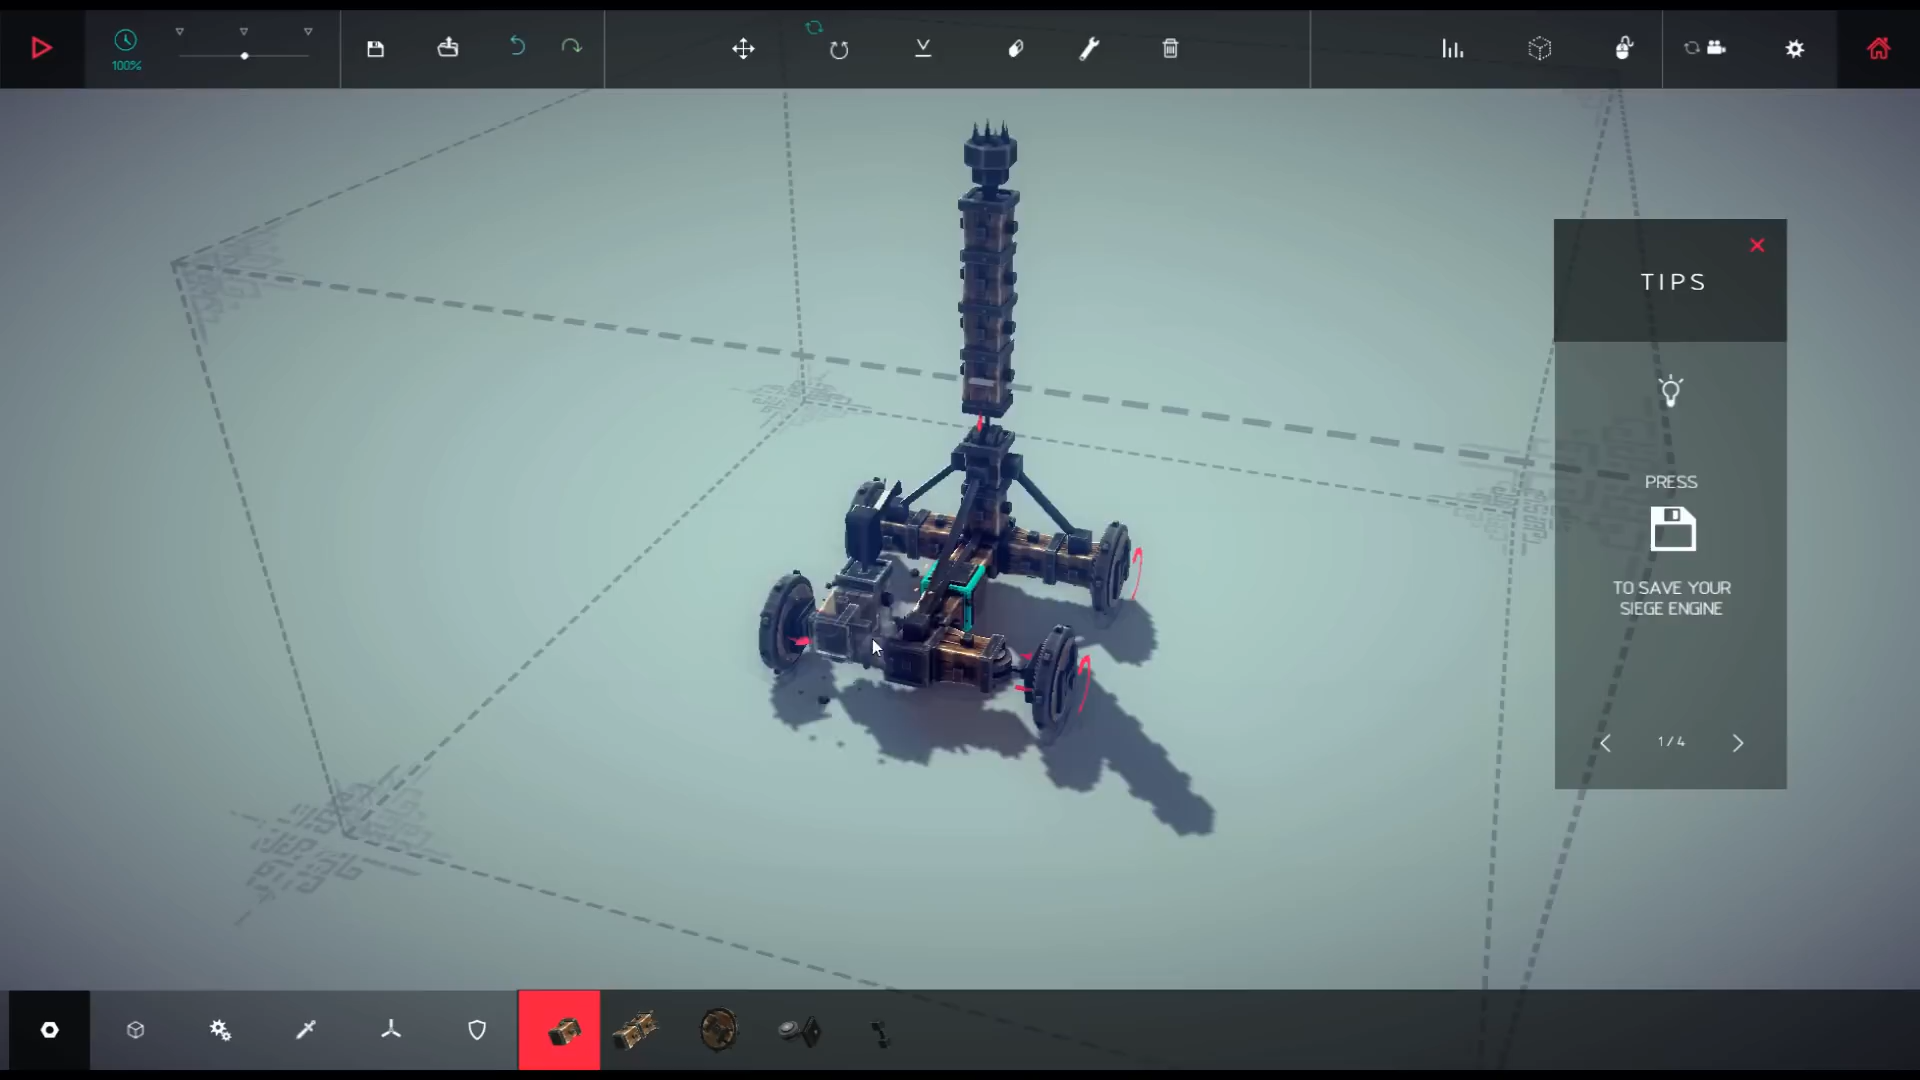 100%
TIPS
PRESS
TO SAVE YOUR
SIEGE ENGINE
1/4